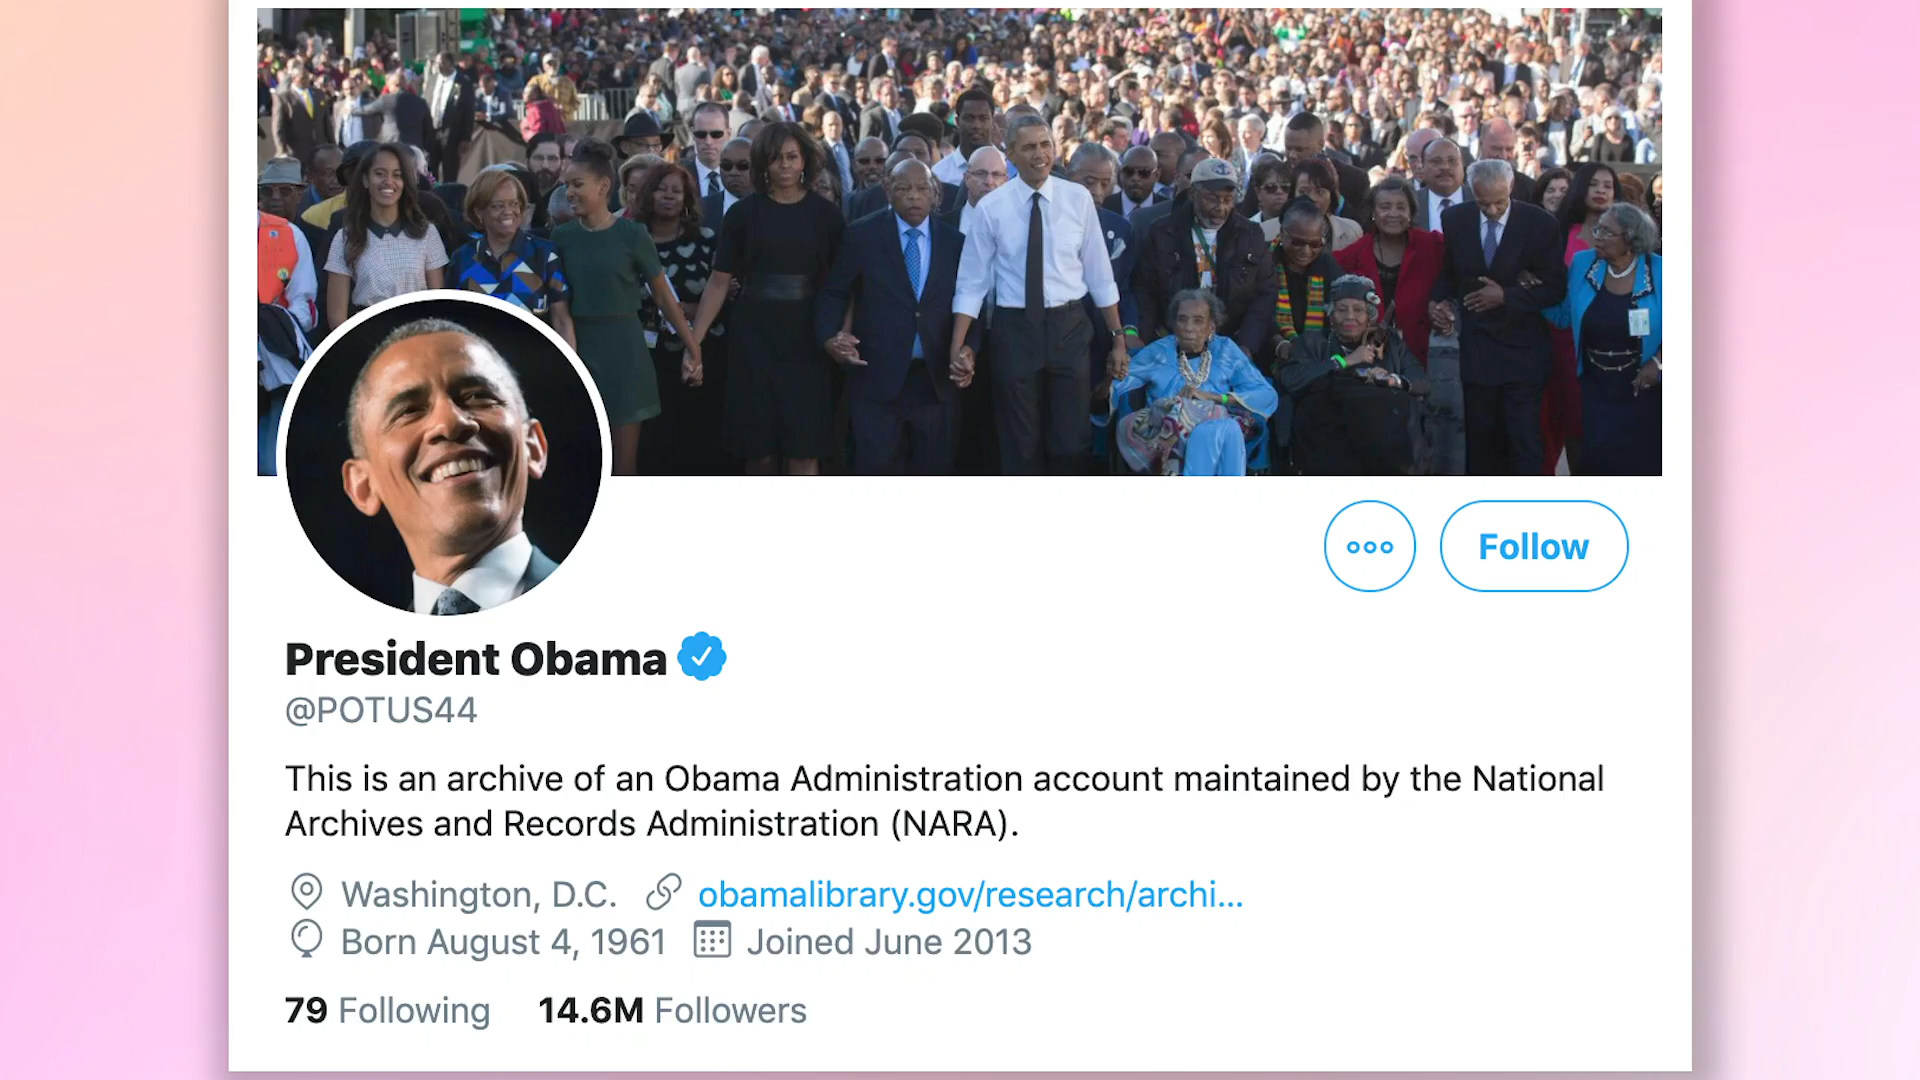 Follow
President Obama
@POTUS44
This is an archive of an Obama Administration account maintained by the National
Archives and Records Administration (NARA).
Washington, D.C. obamalibrary.gov/research/archi...
Born August 4, 1961 Joined June 2013
79 Following 14.6M Followers